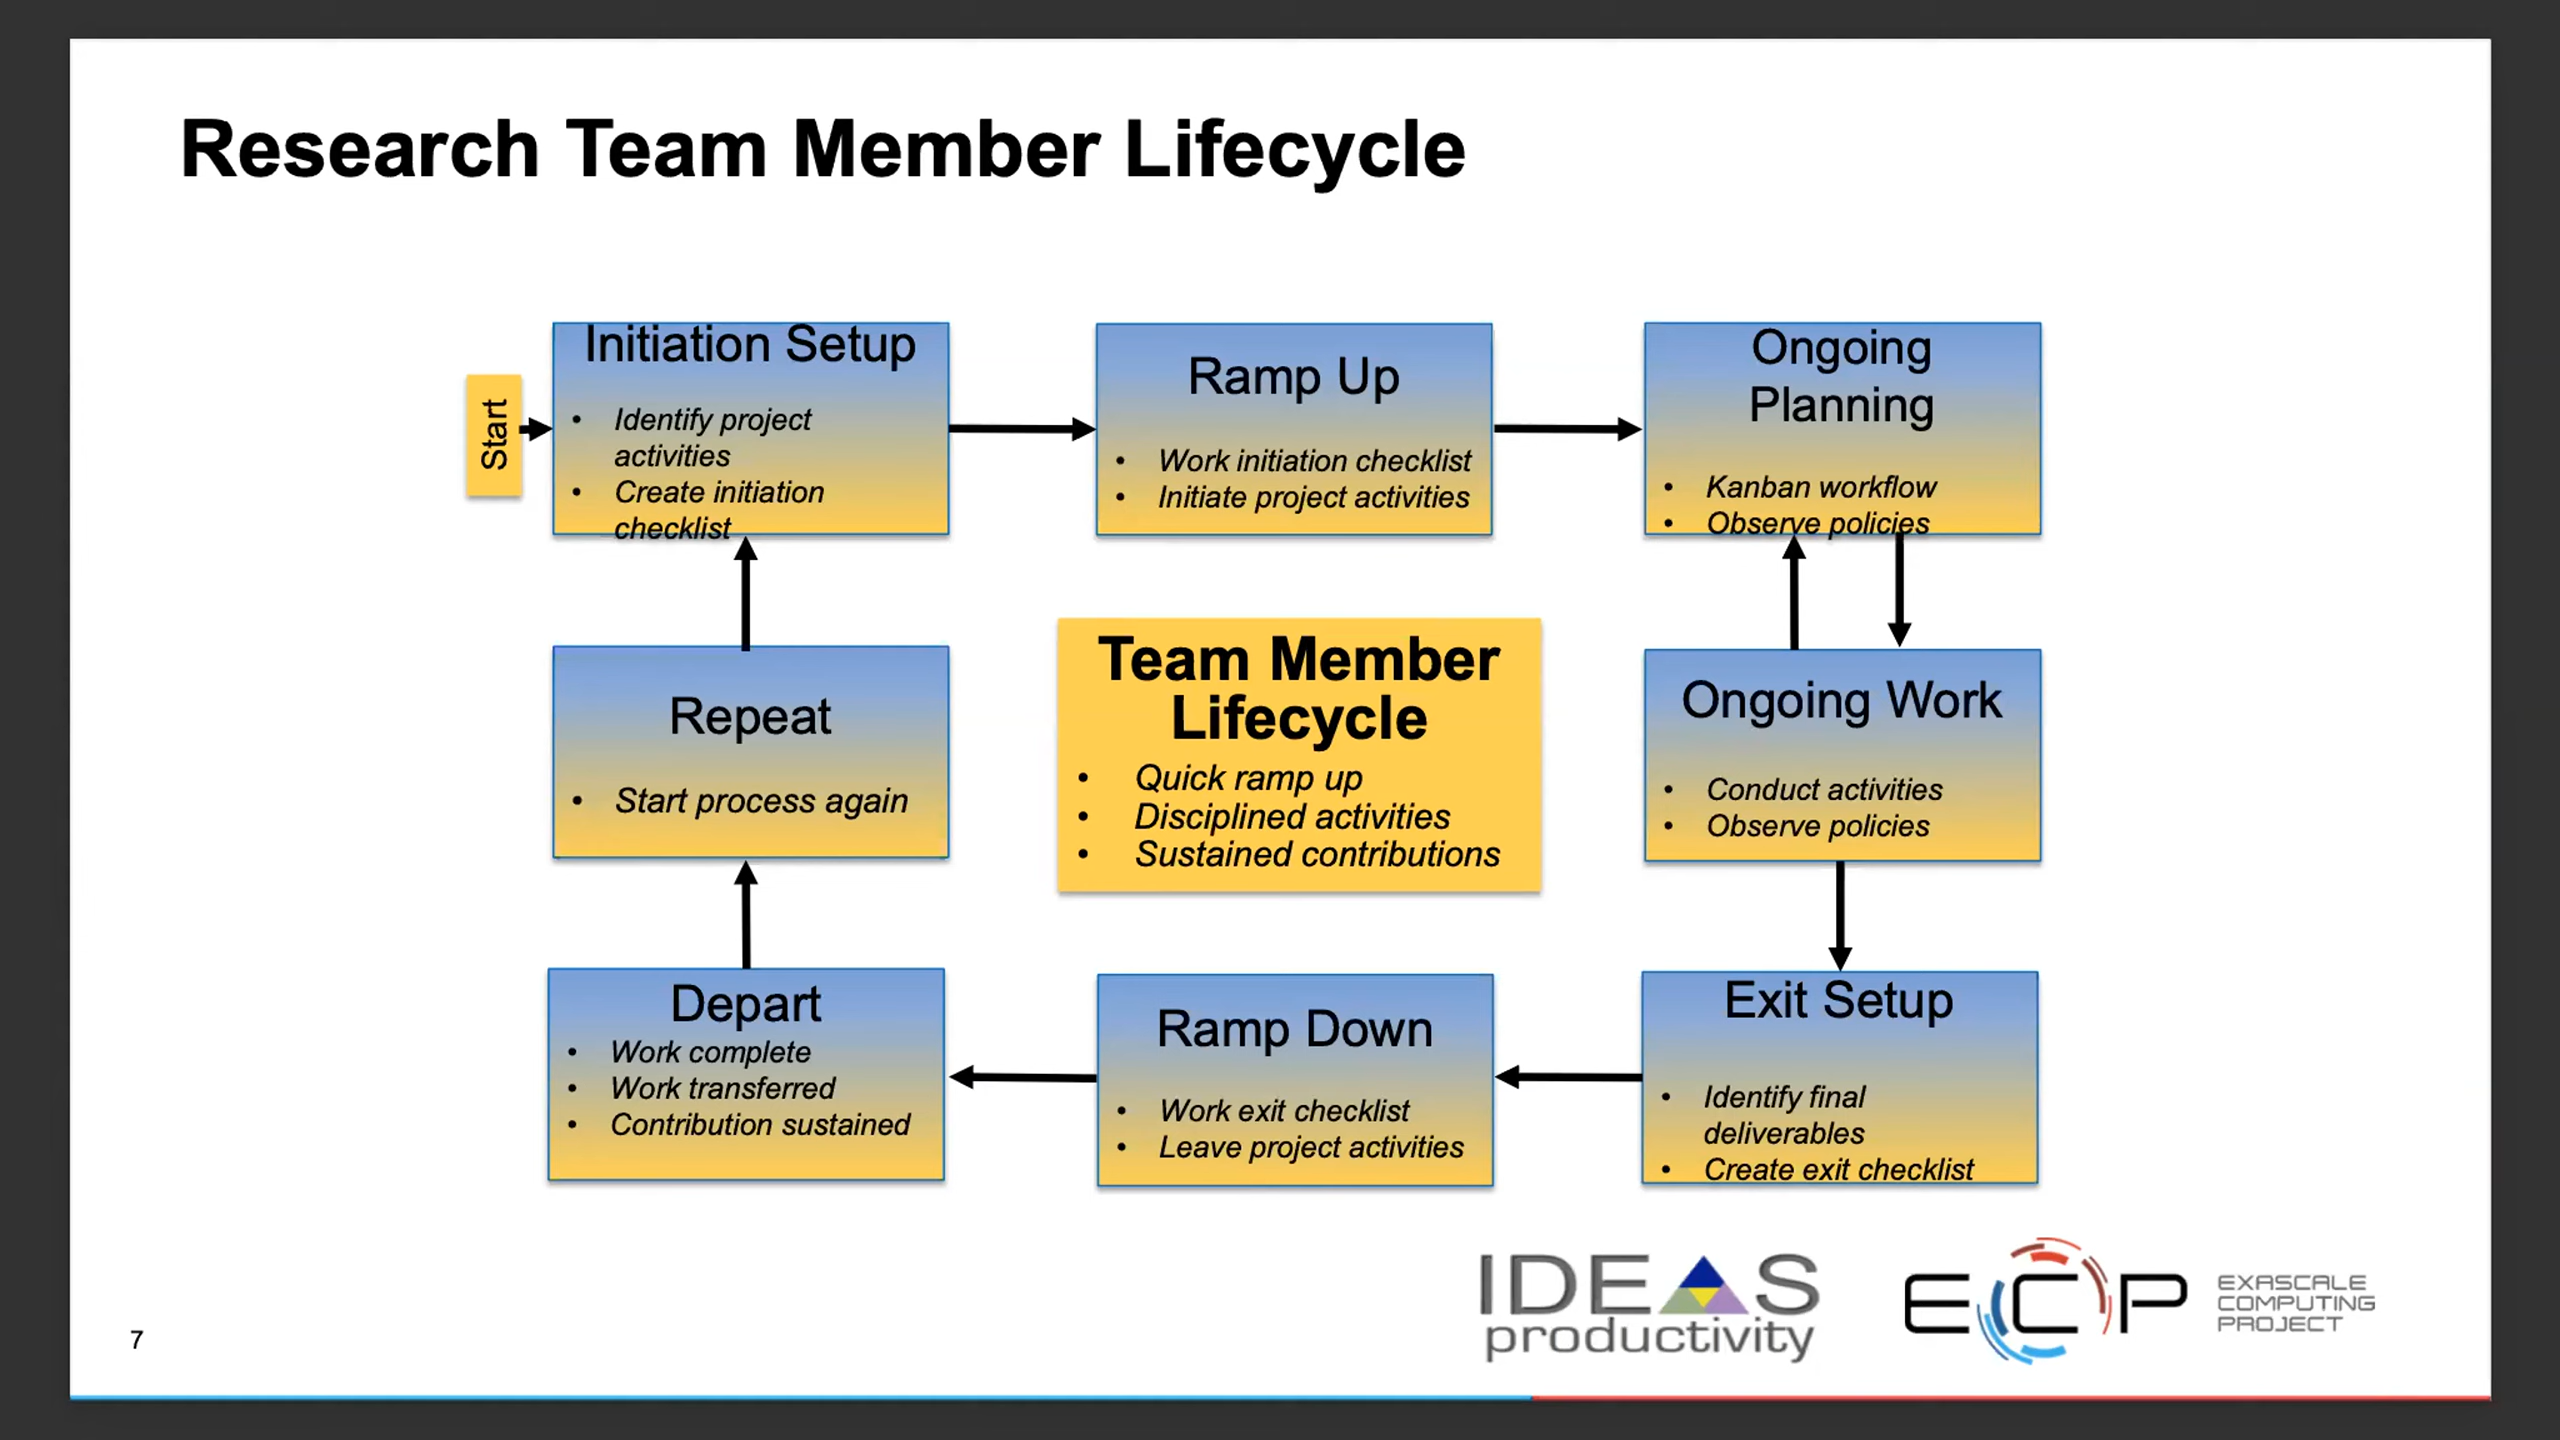 Research Team Member Lifecycle
Start
Initiation Setup
• Identify project
activities
• Create initiation
checklist
Ramp Up
• Work initiation checklist
• Initiate project activities
Ongoing
Planning
• Kanban workflow
• Observe policies
Repeat
• Start process again
Team Member
Lifecycle
• Quick ramp up
• Disciplined activities
• Sustained contributions
Ongoing Work
• Conduct activities
• Observe policies
Depart
• Work complete
• Work transferred
• Contribution sustained
Ramp Down
• Work exit checklist
• Leave project activities
Exit Setup
• Identify final
deliverables
• Create exit checklist
IDEAS
productivity
ECP
EXASCALE
COMPUTING
PROJECT
7